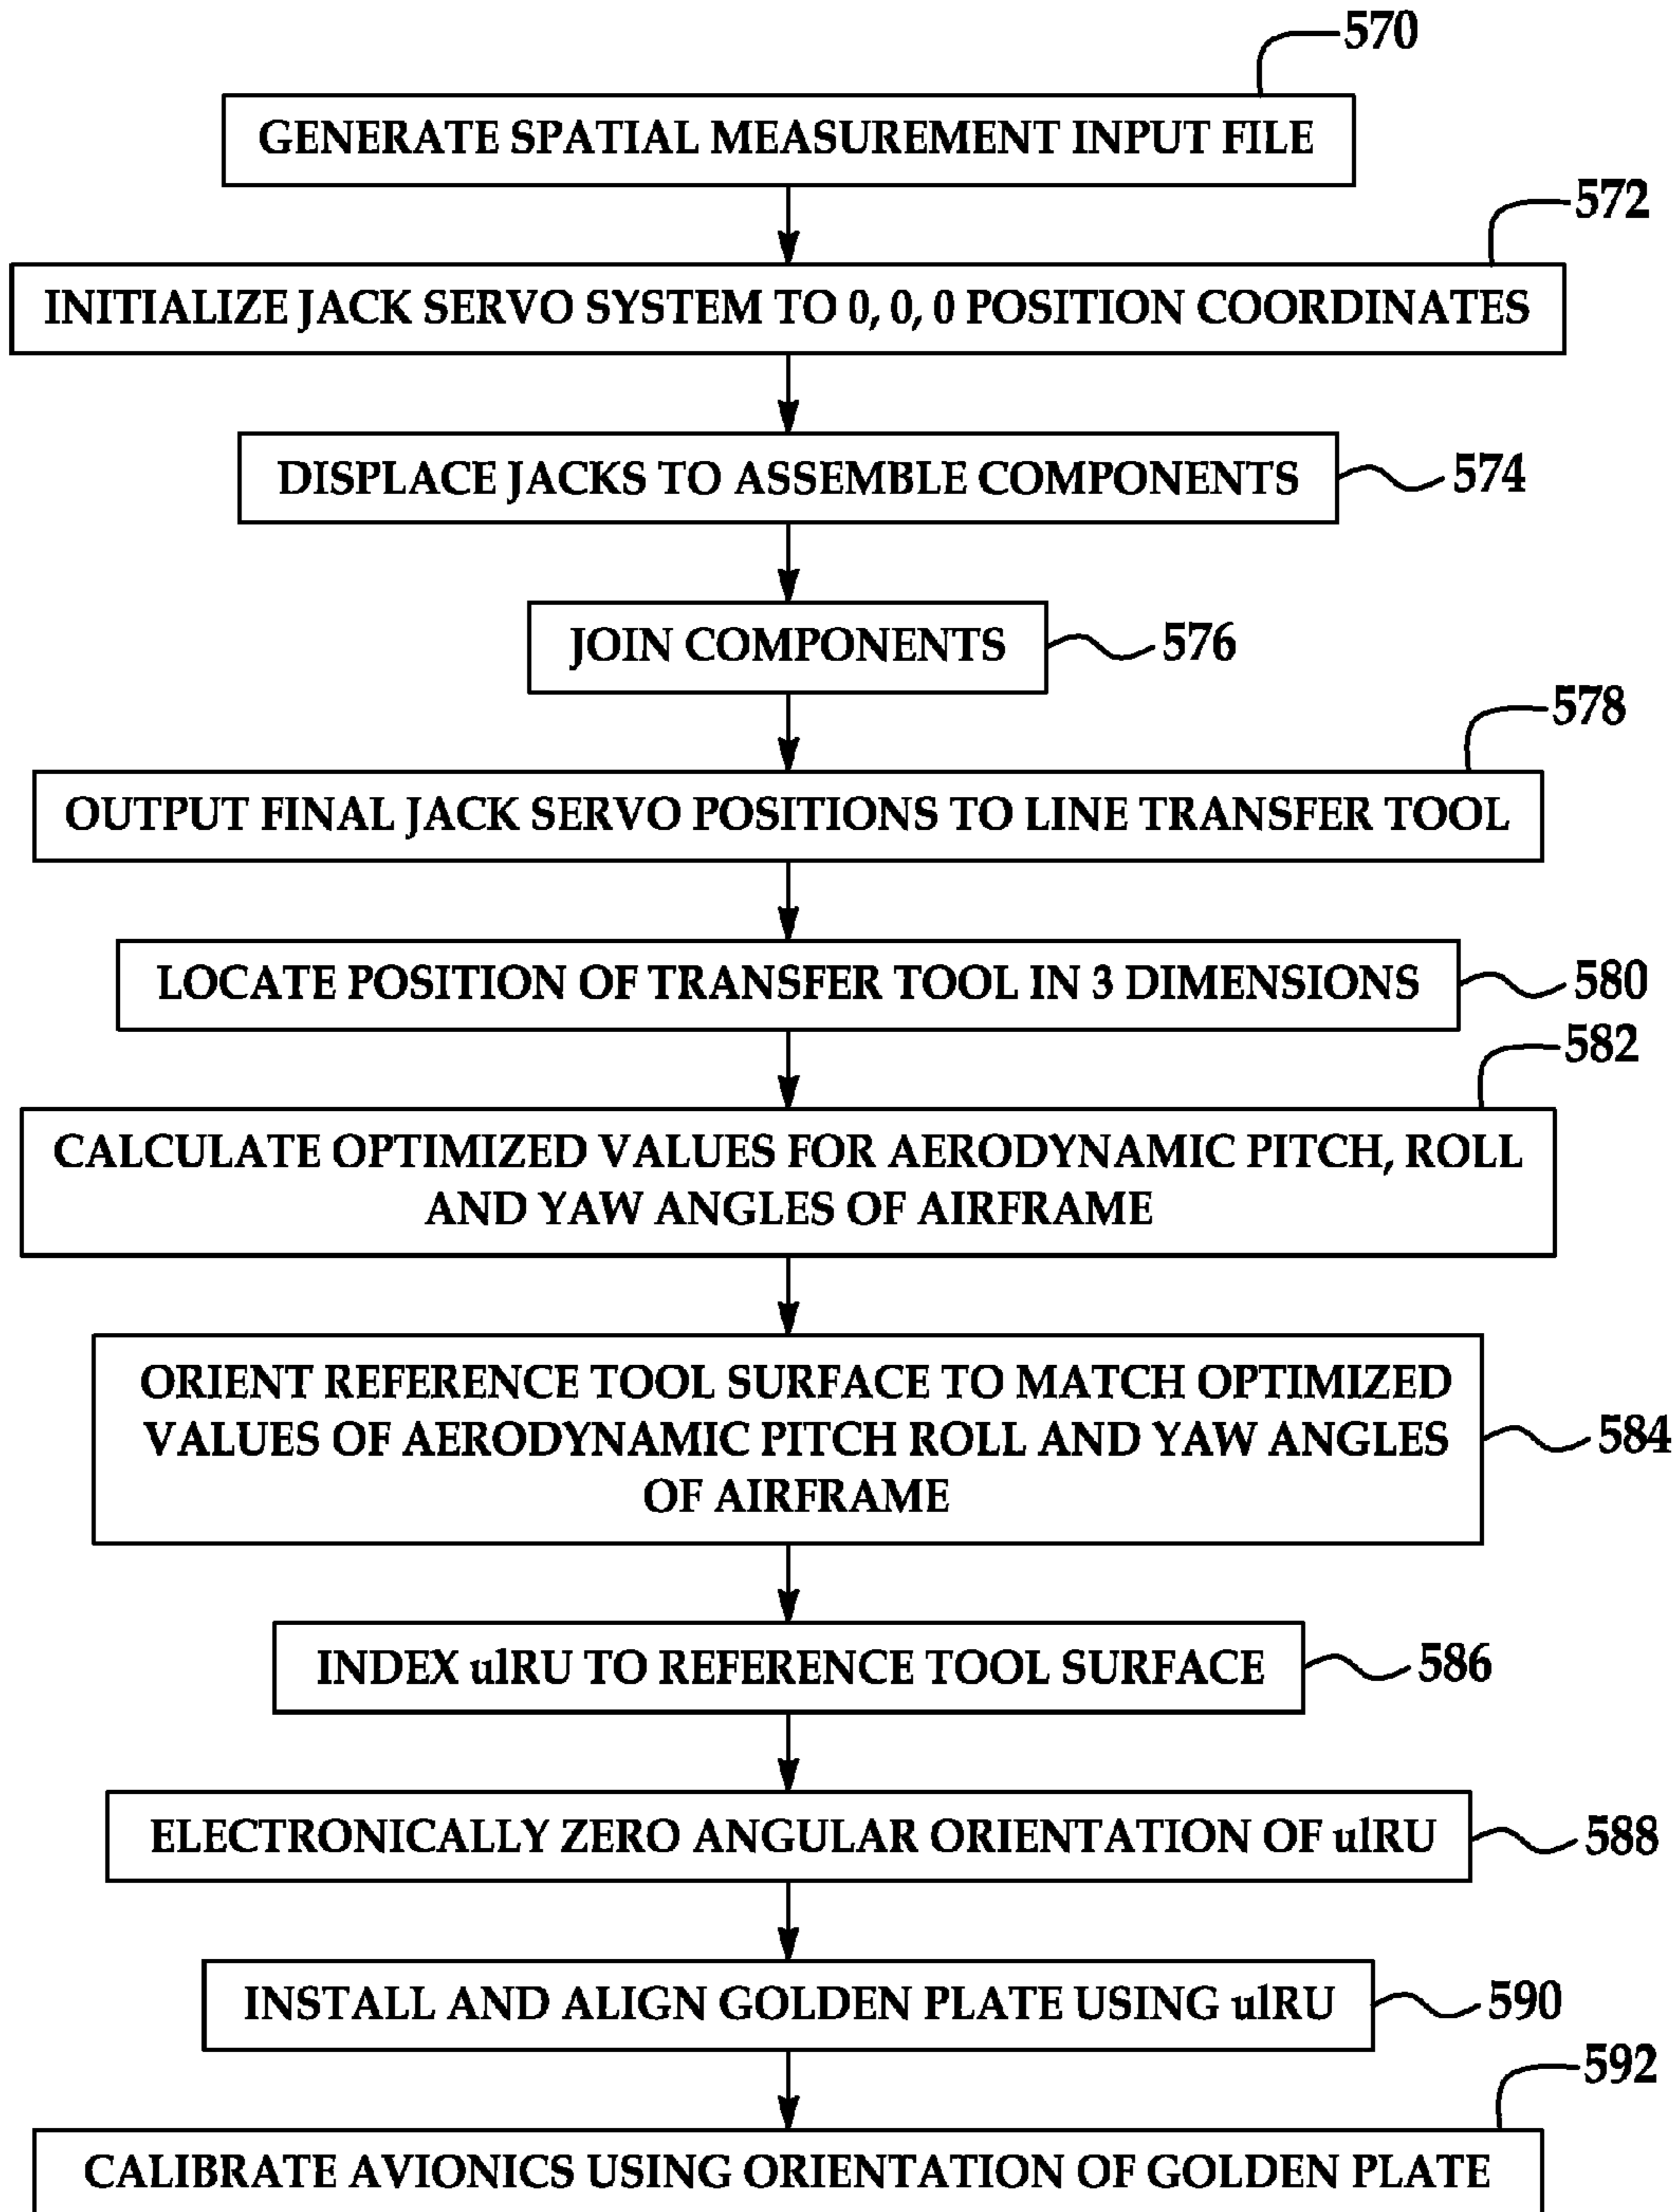 570
GENERATE SPATIAL MEASUREMENT INPUT FILE
572
INITIALIZE JACK SERVO SYSTEM TO 0, 0, 0 POSITION COORDINATES
DISPLACE JACKS TO ASSEMBLE COMPONENTS
574
JOIN COMPONENTS
576
578
OUTPUT FINAL JACK SERVO POSITIONS TO LINE TRANSFER TOOL
LOCATE POSITION OF TRANSFER TOOL IN 3 DIMENSIONS
580
582
CALCULATE OPTIMIZED VALUES FOR AERODYNAMIC PITCH, ROLL
AND YAW ANGLES OF AIRFRAME
ORIENT REFERENCE TOOL SURFACE TO MATCH OPTIMIZED
VALUES OF AERODYNAMIC PITCH ROLL AND YAW ANGLES
OF AIRFRAME
584
INDEX ulRU TO REFERENCE TOOL SURFACE
586
ELECTRONICALLY ZERO ANGULAR ORIENTATION OF ulRU
588
INSTALL AND ALIGN GOLDEN PLATE USING ulRU
590
592
CALIBRATE AVIONICS USING ORIENTATION OF GOLDEN PLATE